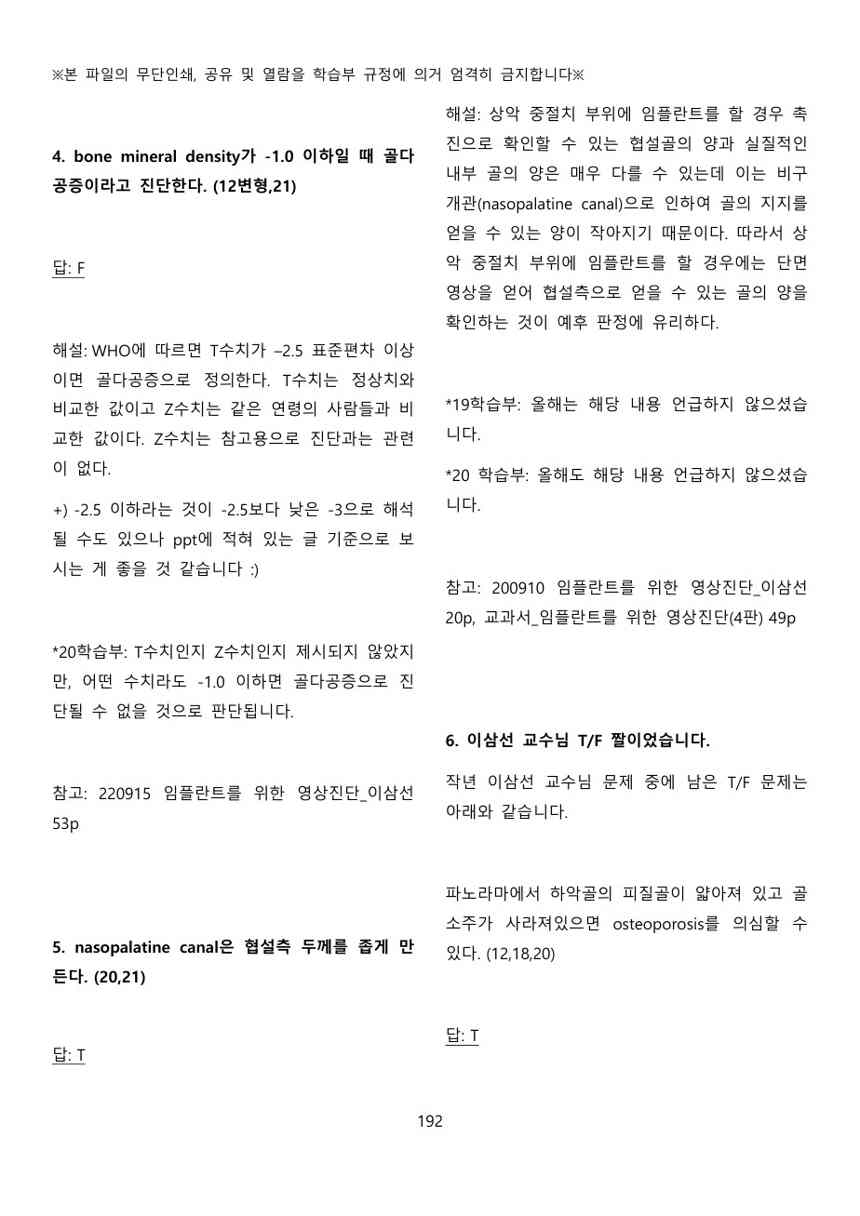 ※본 파일의 무단인쇄, 공유 및 열람을 학습부 규정에 의거 엄격히 금지합니다※
4. bone mineral density가 -1.0 이하일 때 골다
공증이라고 진단한다. (12변형,21)
답: F
해설: WHO에 따르면 T수치가 –2.5 표준편차 이상
이면 골다공증으로 정의한다. T수치는 정상치와
비교한 값이고 Z수치는 같은 연령의 사람들과 비
교한 값이다. Z수치는 참고용으로 진단과는 관련
이 없다.
+) -2.5 이하라는 것이 -2.5보다 낮은 -3으로 해석
될 수도 있으나 ppt에 적혀 있는 글 기준으로 보
시는 게 좋을 것 같습니다 :)
*20학습부: T수치인지 Z수치인지 제시되지 않았지
만, 어떤 수치라도 -1.0 이하면 골다공증으로 진
단될 수 없을 것으로 판단됩니다.
참고: 220915 임플란트를 위한 영상진단_이삼선
53p
5. nasopalatine canal은 협설측 두께를 좁게 만
든다. (20,21)
답: T
해설: 상악 중절치 부위에 임플란트를 할 경우 촉
진으로 확인할 수 있는 협설골의 양과 실질적인
내부 골의 양은 매우 다를 수 있는데 이는 비구
개관(nasopalatine canal)으로 인하여 골의 지지를
얻을 수 있는 양이 작아지기 때문이다. 따라서 상
악 중절치 부위에 임플란트를 할 경우에는 단면
영상을 얻어 협설측으로 얻을 수 있는 골의 양을
확인하는 것이 예후 판정에 유리하다.
*19학습부: 올해는 해당 내용 언급하지 않으셨습
니다.
*20 학습부: 올해도 해당 내용 언급하지 않으셨습
니다.
참고: 200910 임플란트를 위한 영상진단_이삼선
20p, 교과서_임플란트를 위한 영상진단(4판) 49p
6. 이삼선 교수님 T/F 짤이었습니다.
작년 이삼선 교수님 문제 중에 남은 T/F 문제는
아래와 같습니다.
파노라마에서 하악골의 피질골이 얇아져 있고 골
소주가 사라져있으면 osteoporosis를 의심할 수
있다. (12,18,20)
답: T
192